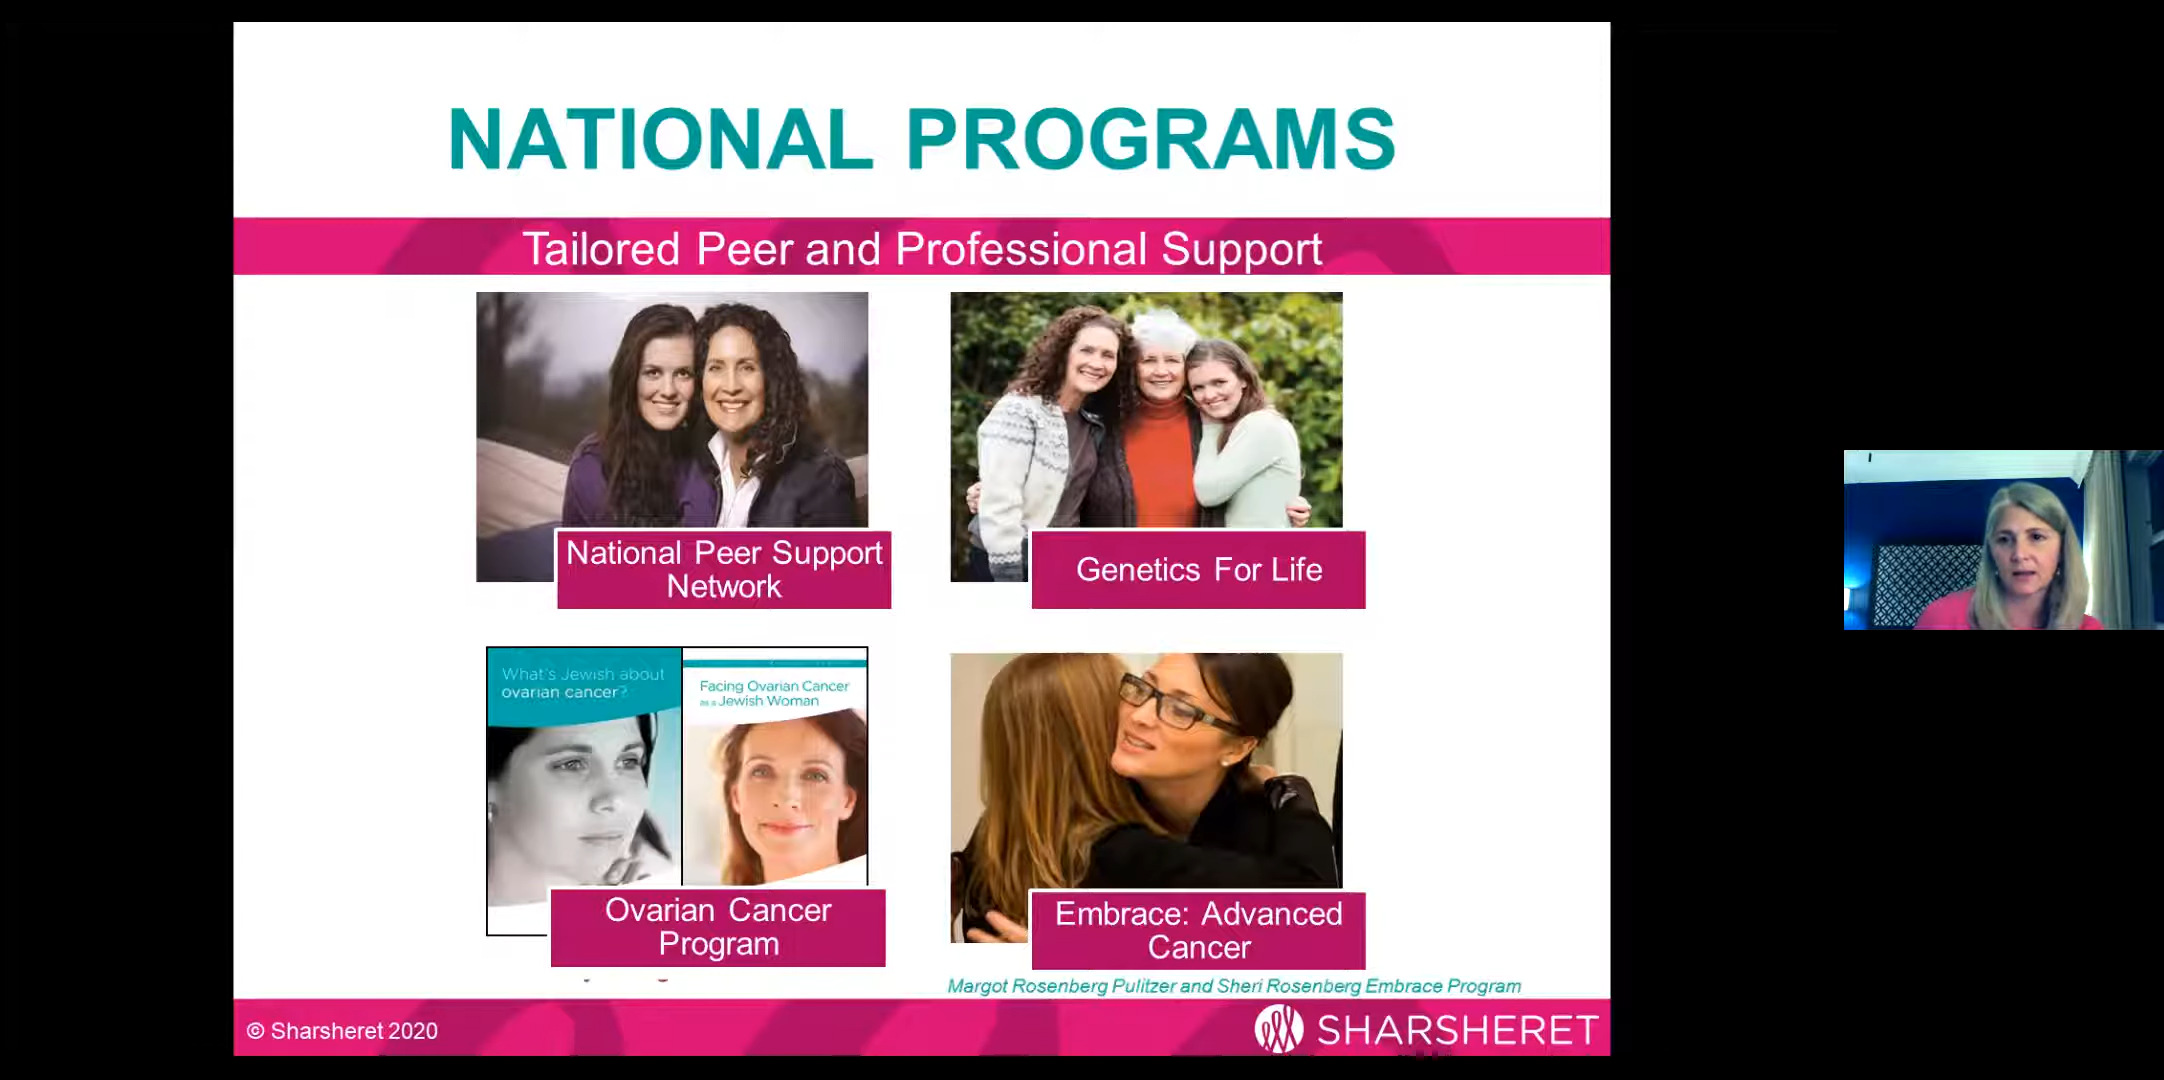 NATIONAL PROGRAMS
Tailored Peer and Professional Support
National Peer Support
Network
Genetics For Life
What's Jewish about
ovarian cancer?
Facing Ovarian Cancer
as a Jewish Woman
Ovarian Cancer
Program
Embrace: Advanced
Cancer
Margot Rosenberg Pulitzer and Sheri Rosenberg Embrace Program
© Sharsheret 2020
SHARSHERET